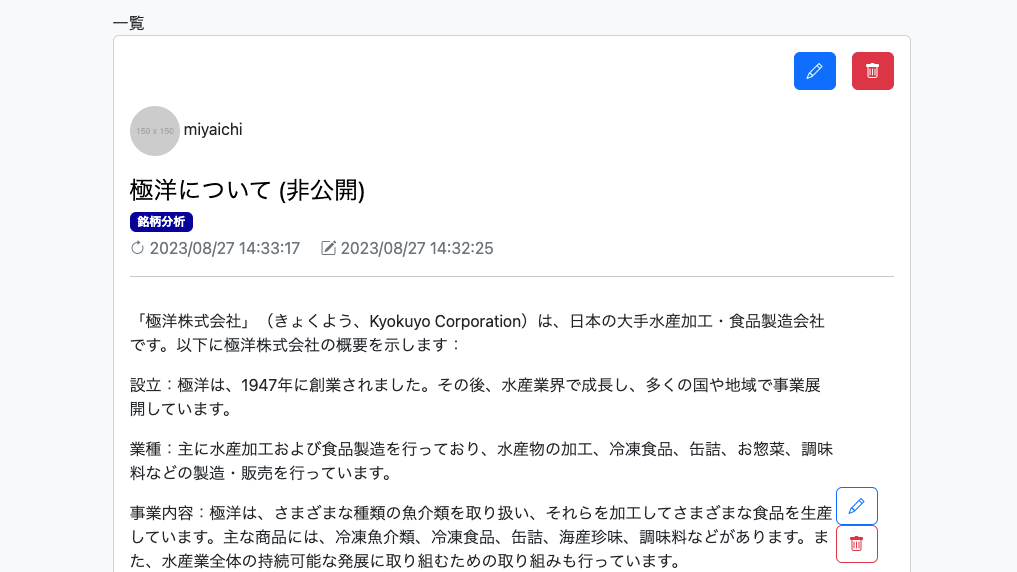 一覧
150 x 150
miyaichi
極洋について (非公開)
銘柄分析
2023/08/27 14:33:17 2023/08/27 14:32:25
「極洋株式会社」（きょくよう、Kyokuyo Corporation）は、日本の大手水産加工・食品製造会社
です。以下に極洋株式会社の概要を示します：
設立：極洋は、1947年に創業されました。その後、水産業界で成長し、多くの国や地域で事業展
開しています。
業種：主に水産加工および食品製造を行っており、水産物の加工、冷凍食品、缶詰、お惣菜、調味
料などの製造・販売を行っています。
事業内容：極洋は、さまざまな種類の魚介類を取り扱い、それらを加工してさまざまな食品を生産
しています。主な商品には、冷凍魚介類、冷凍食品、缶詰、海産珍味、調味料などがあります。ま
た、水産業全体の持続可能な発展に取り組むための取り組みも行っています。